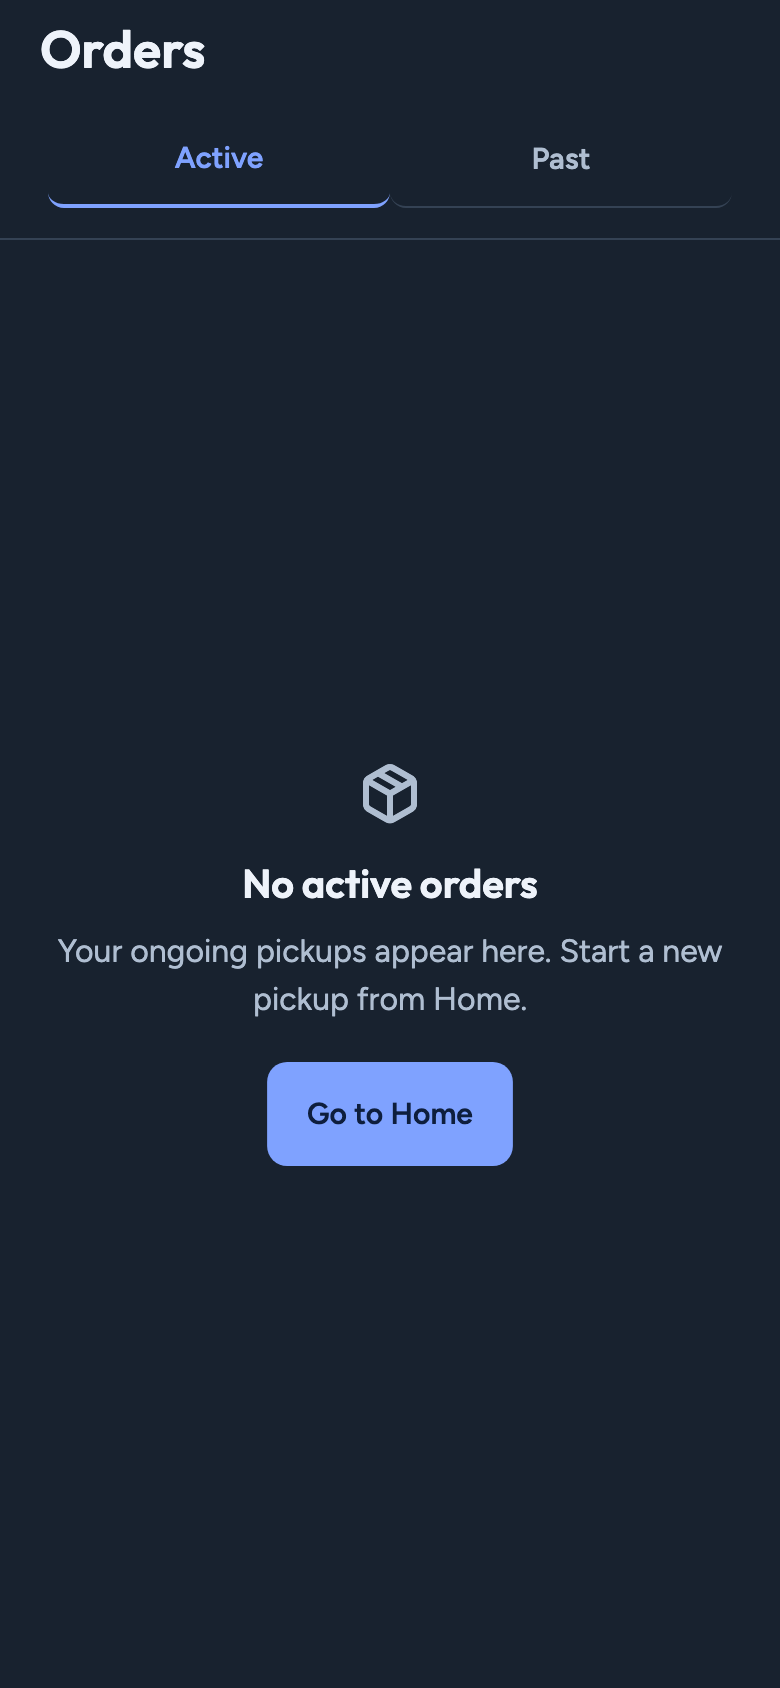 Orders
Active
Past
No active orders
Your ongoing pickups appear here. Start a new
pickup from Home.
Go to Home